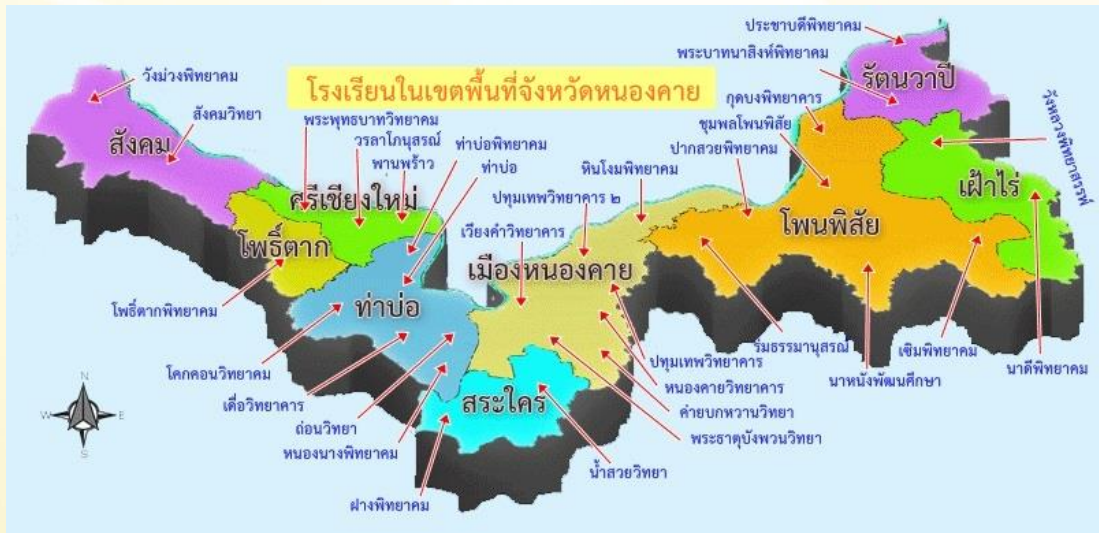 ประชาบดีพิทยาคม
พระบาทนาสิงห์พิทยาคม
วังม่วงพิทยาคม
รัตนวาปี
โรงเรียนในเขตพื้นที่จังหวัดหนองคาย
กุดบงพิทยาคาร
วังหลวงพิทยาสรรพ์
สังคมวิทยา
พระพุทธบาทวิทยาคม
ชุมพลโพนพิสัย
สังคม
วรลาโภนุสรณ์
ท่าบ่อพิทยาคม
ปากสวยพิทยาคม
พานพร้าว
ท่าบ่อ
หินโงมพิทยาคม
เฝ้าไร่
ศรีเชียงใหม่
ปทุมเทพวิทยาคาร ๒
โพนพิสัย
โพธิ์ตาก
เวียงคำวิทยาคาร
เมืองหนองคาย
ท่าบ่อ
โพธิ์ตากพิทยาคม
ร่มธรรมานุสรณ์
เซิมพิทยาคม
ปทุมเทพวิทยาคาร
นาดีพิทยาคม
โคกคอนวิทยาคม
หนองคายวิทยาคาร
นาหนังพัฒนศึกษา
N
W
E
S
เดื่อวิทยาคาร
สระใคร
ค่ายบกหวานวิทยา
ถ่อนวิทยา
พระธาตุบังพวนวิทยา
หนองนางพิทยาคม
น้ำสวยวิทยา
ฝางพิทยาคม